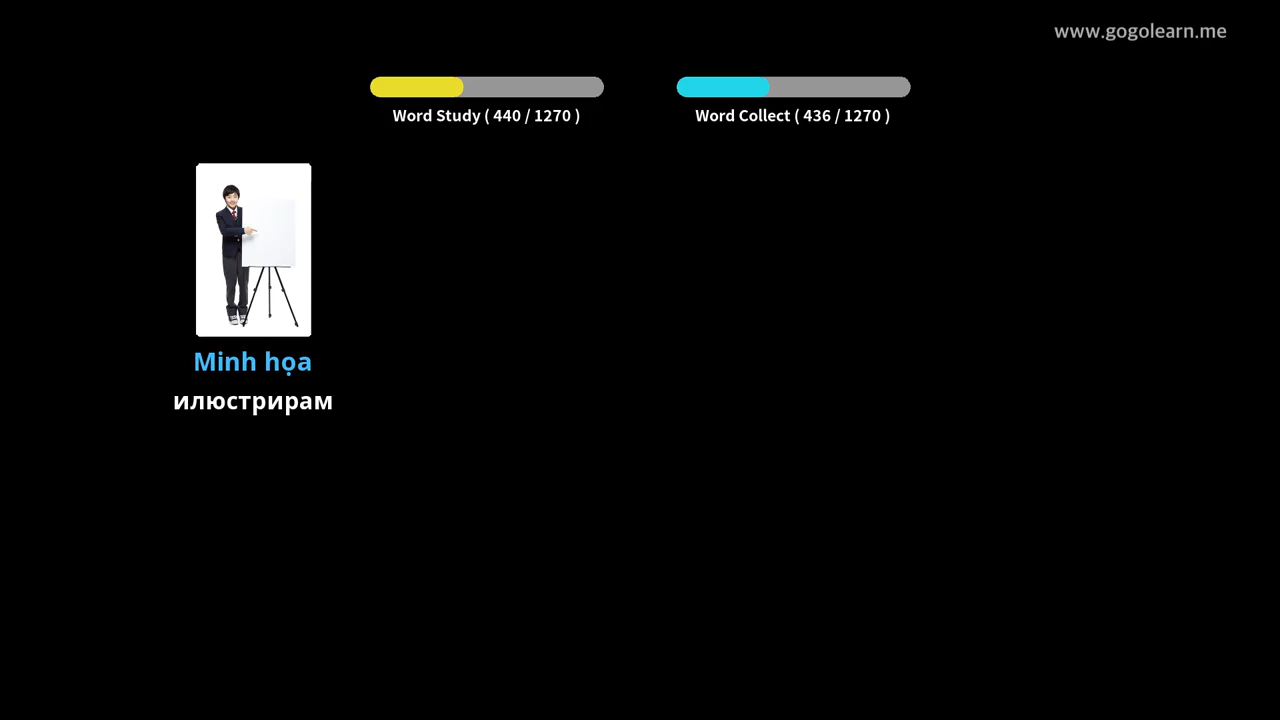 www.gogolearn.me
Word Study ( 440 / 1270 )
Word Collect ( 436 / 1270 )
Minh họa
илюстрирам